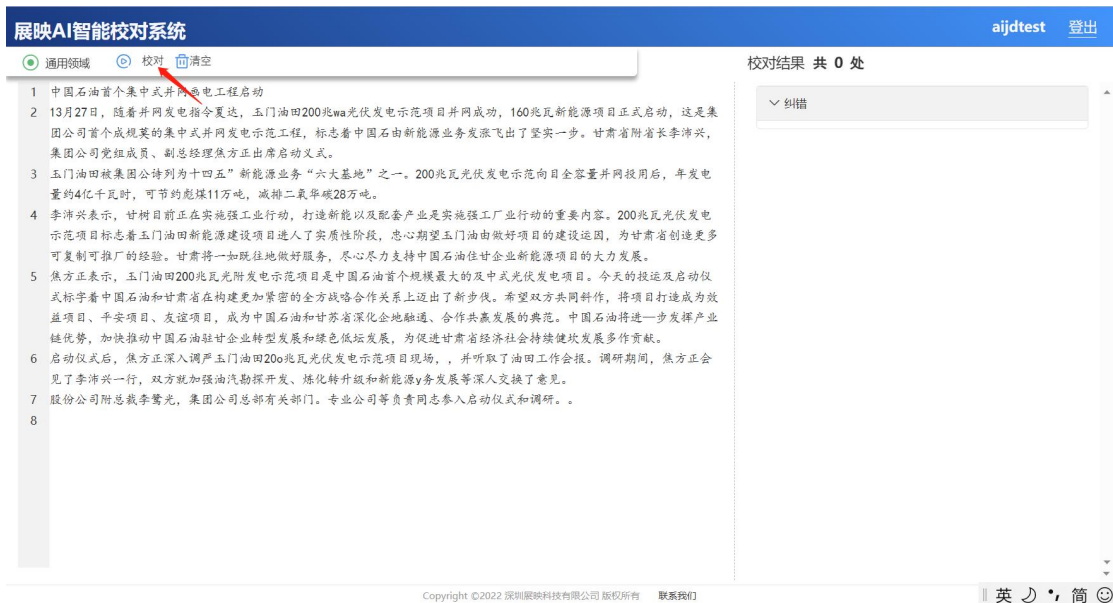 展映AI智能校对系统
aijdtest 登出
通用领域 校对 清空
校对结果 共 0 处
纠错
1 中国石油首个集中式并网画电工程启动
2 13月27日，随着井网发电指令夏达，玉门油田200兆wa光伏发电示范项目并网成功，160兆瓦新能源项目正式启动，这是集
团公司首个成规英的集中式井网发电示范工程，标志着中国石由新能源业务发涨飞出了坚实一步。甘肃省附省长李沛兴，
集团公司党组成员、副总经理焦方正出席启动义式。
3 玉门油田被集困公诗列为十四五”新能源业务“六大基地”之一。200兆瓦光伏发电示范向目全容量并网投用后，年发电
量约4亿千瓦时，可节约彪煤11万吨，减排二氧华碳28万吨。
4 李沛兴表示，甘树目前正在实施强工业行动，打造新能以及配套产业是实施强工厂业行动的重要内容。200兆瓦光伏发电
示范项目标志着玉门油田新能源建设项目进人了实质性阶段，忠心期望玉门油由做好项目的建设运因，为甘肃省创造更多
可复制可推厂的经验。甘肃将一如既往地做好服务，尽心尽力支持中国石油住甘企业新能源项目的大力发展。
5 焦方正表示，玉门油田200兆瓦光附发电示范项目是中国石油首个规模最大的及中式光伏发电项目。今天的投运及启动仪
式标字着中国石油和甘肃省在构建更加紧密的全方战咯合作关系上迈出了新步伐。希望双方共同斜作，将项目打造成为效
益项目、平安项目、友谊项目，成为中国石油和甘苏省深化企地融通、合作共赢发展的典范。中国石油将进—步发挥产业
链优势，加快推动中国石油驻甘企业转型发展和绿色低坛发展，为促进甘肃省经济社会持续健坎发展多作贡献。
6 启动仪式后，焦方正深入调严玉门油田20o兆瓦光伏发电示范项目现场，，并听取了油田工作会报。调研期间，焦方正会
见了李沛兴一行，双方就加强油汽勘探开发、炼化转升级和新能源y务发展等深人交换了意见。
7 股份公司附总裁李鹭光，集团公司总部有关部门。专业公司等负责同志参入启动仪式和调研。。
8
Copyright ©2022 深圳展映科技有限公司 版权所有 联系我们
英 简